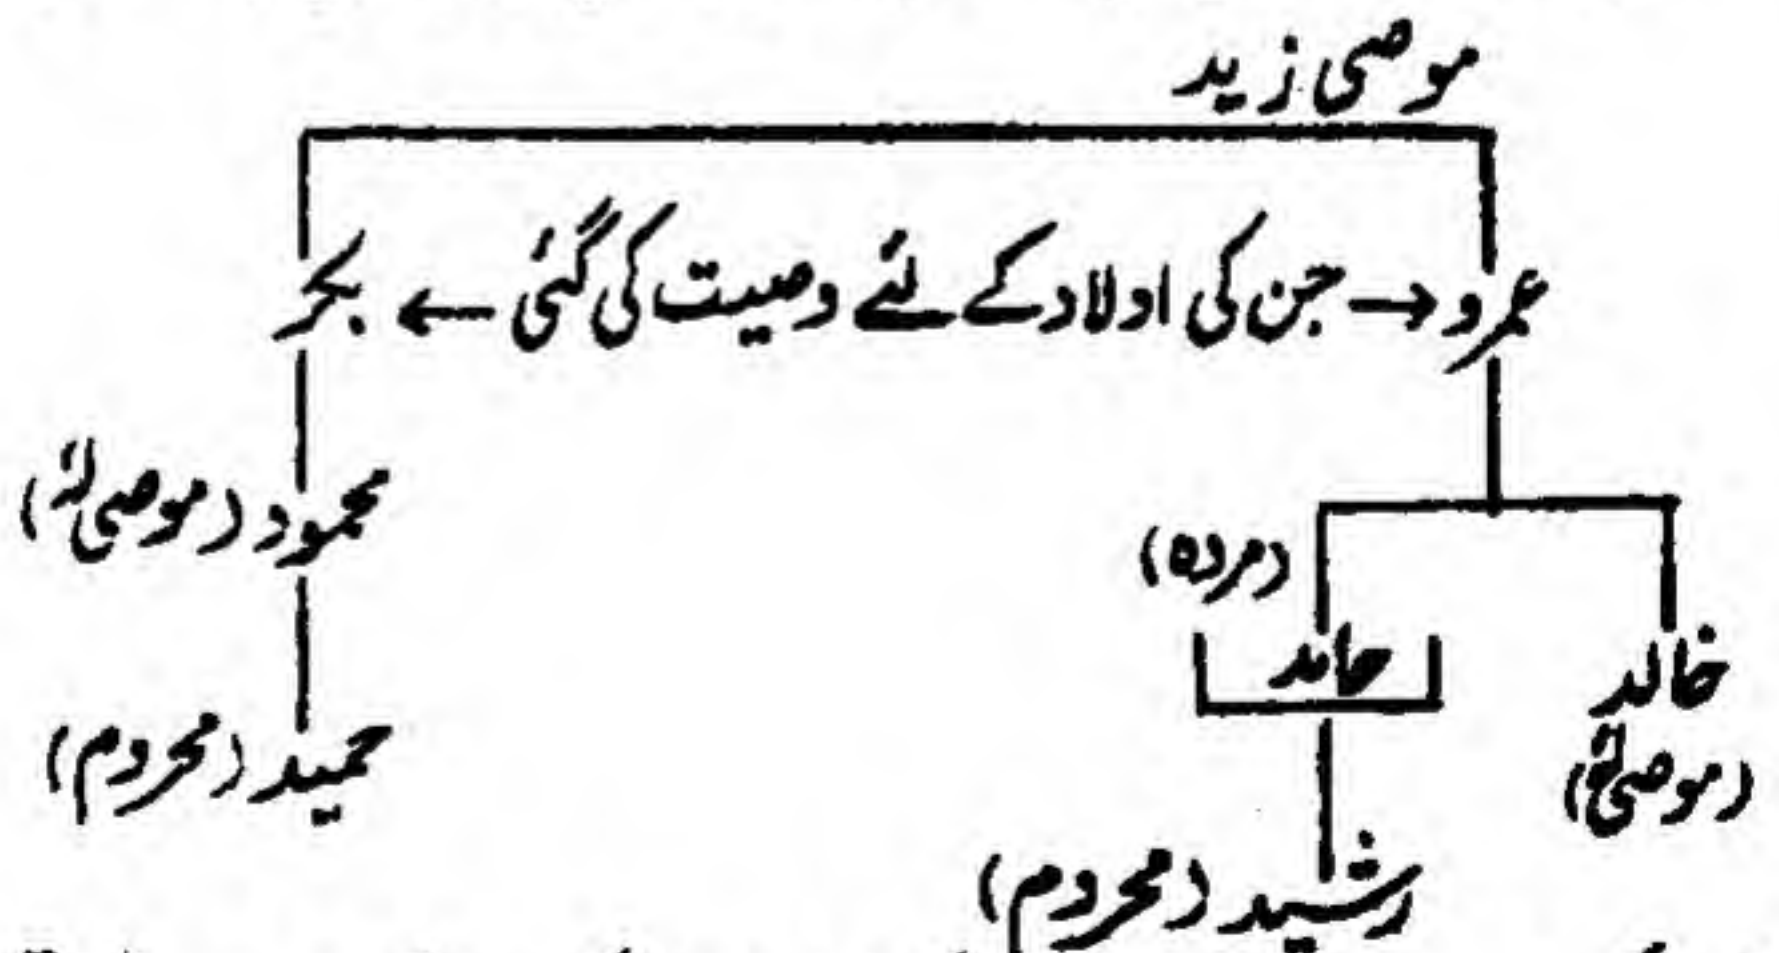 موصی زید
عمرو → جن کی اولاد کے لئے وصیت کی گئی ← بکر
محمود (موصیٰ لہٗ)
(مردہ)
خالد
حامد
(موصیٰ لہٗ)
حمید (محروم)
رشید (محروم)